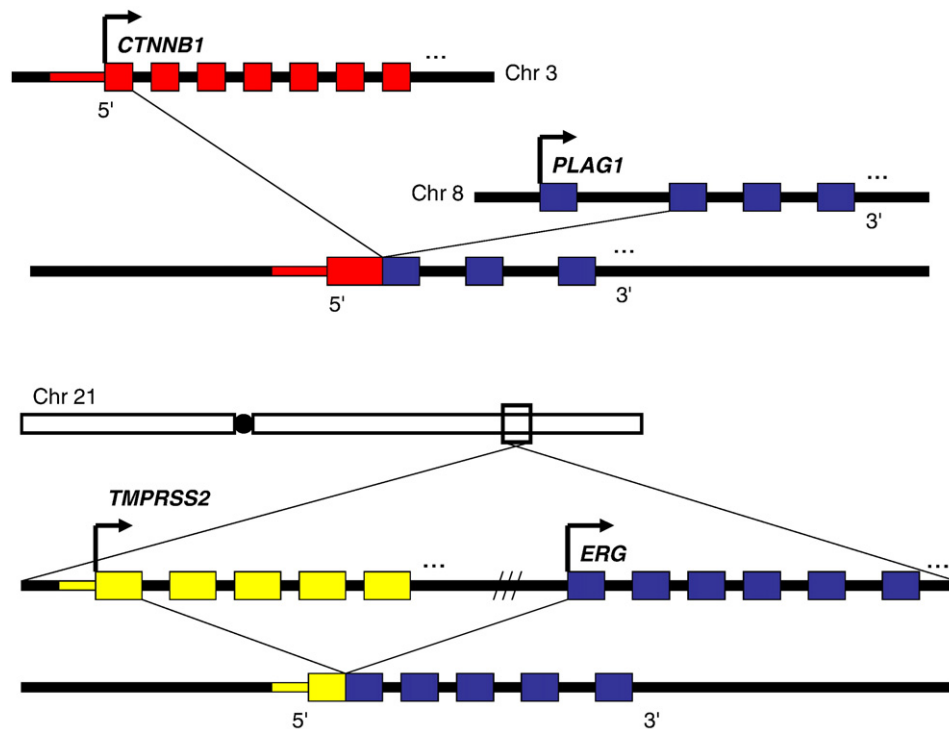 CTNNB1
...
Chr 3
5'
PLAG1
...
Chr 8
3'
...
5'
3'
Chr 21
TMPRSS2
ERG
...
...
///
5'
3'